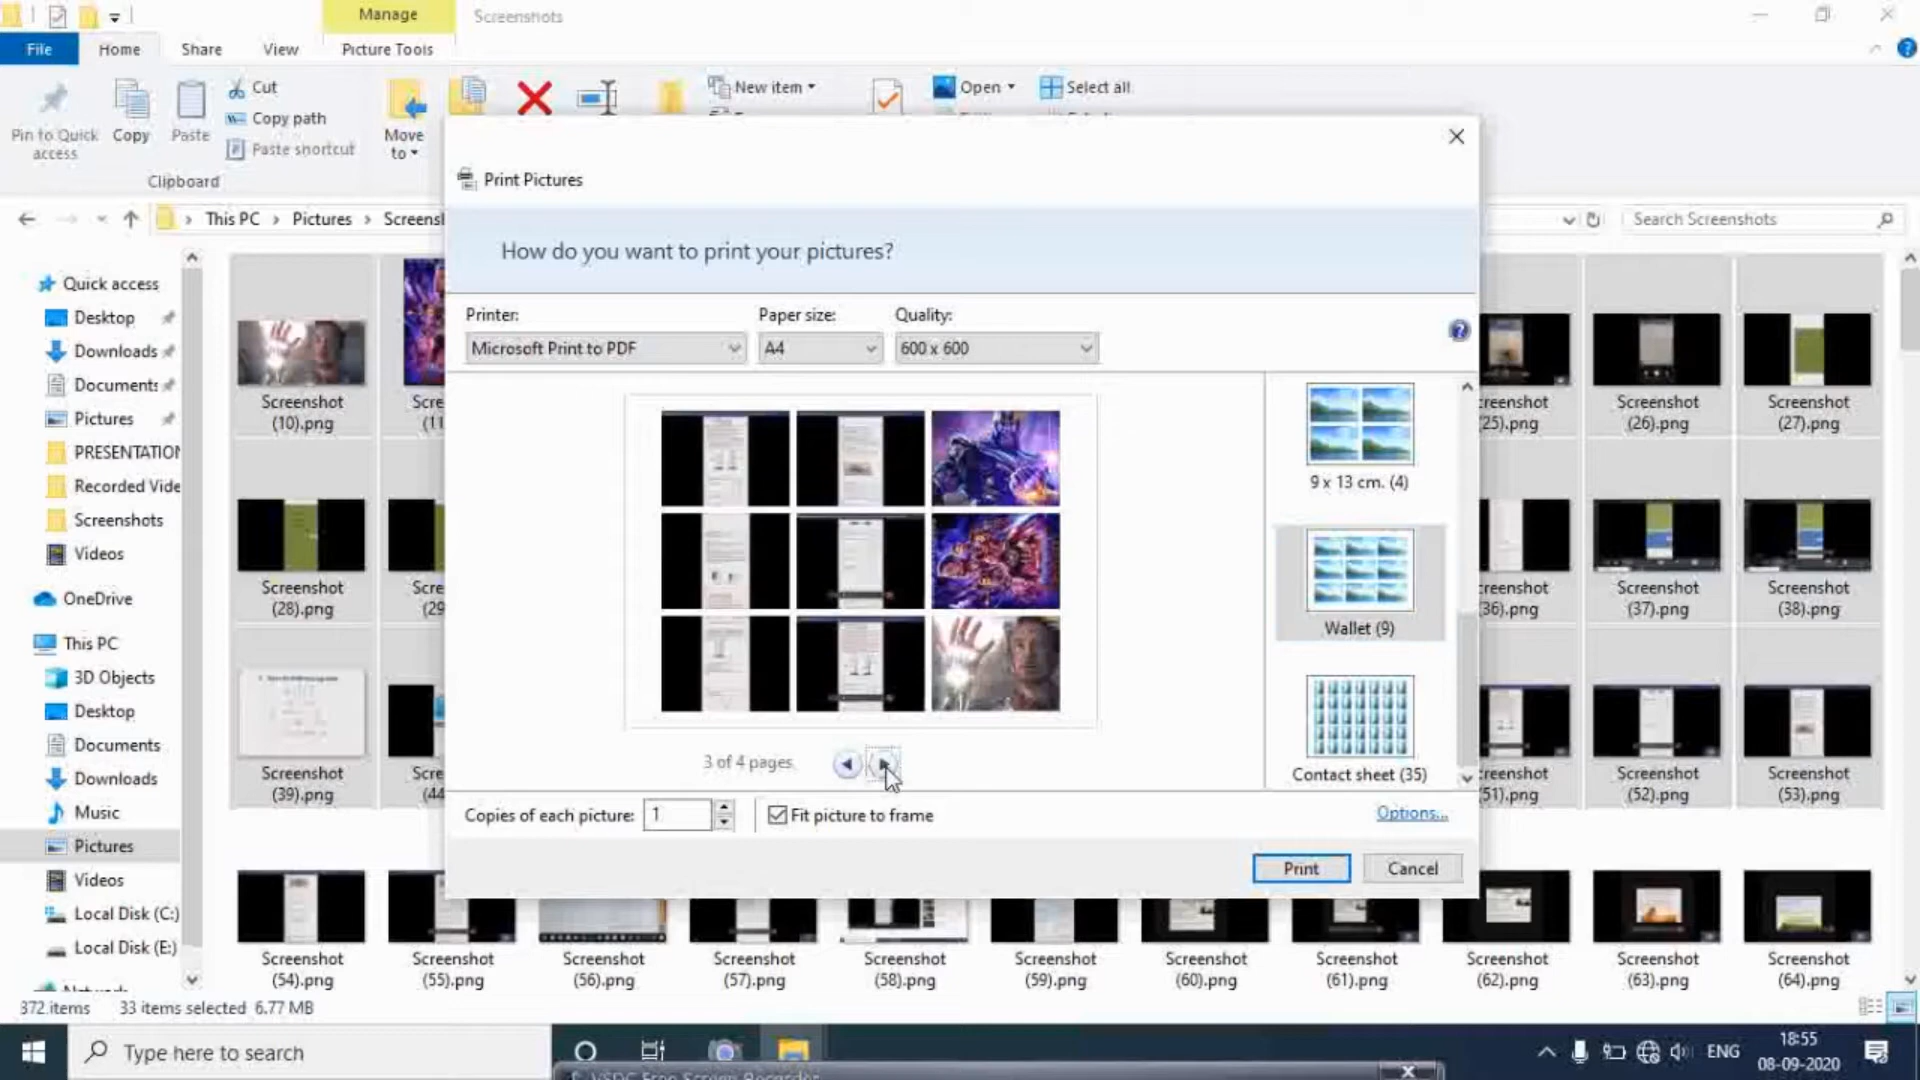 Manage
Screenshots
File
Home
Share
View
Picture Tools
Pin to Quick
access
Copy
Paste
Cut
Copy path
Paste shortcut
Move
to
New item
Open
Select all
Clipboard
This PC
Pictures
Search Screenshots
Quick access
Desktop
Downloads
Documents
Pictures
Screenshots
Videos
OneDrive
This PC
3D Objects
Desktop
Documents
Downloads
Music
Pictures
Videos
Local Disk (C:)
Local Disk (E:)
Print Pictures
How do you want to print your pictures?
Printer:
Paper size:
Quality:
Microsoft Print to PDF
A4
600 x 600
9 x 13 cm. (4)
Wallet (9)
Contact sheet (35)
3 of 4 pages
Copies of each picture:
1
Fit picture to frame
Options...
Print
Cancel
Screenshot
(10).png
Screenshot
(26).png
Screenshot
(27).png
Screenshot
(28).png
Screenshot
(37).png
Screenshot
(38).png
Screenshot
(39).png
Screenshot
(52).png
Screenshot
(53).png
Screenshot
(54).png
Screenshot
(55).png
Screenshot
(56).png
Screenshot
(57).png
Screenshot
(58).png
Screenshot
(59).png
Screenshot
(60).png
Screenshot
(61).png
Screenshot
(62).png
Screenshot
(63).png
Screenshot
(64).png
372 items
33 items selected 6.77 MB
Type here to search
ENG
18:55
08-09-2020